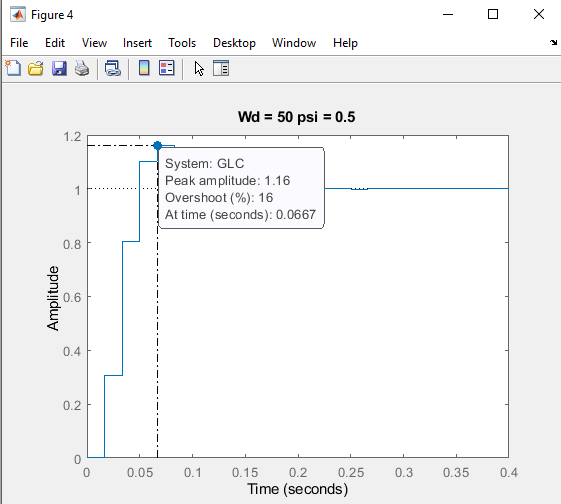 Figure 4
File Edit View Insert Tools Desktop Window Help
Wd = 50 psi = 0.5
1.2
1
0.8
0.6
0.4
0.2
0
Amplitude
System: GLC
Peak amplitude: 1.16
Overshoot (%): 16
At time (seconds): 0.0667
0 0.05 0.1 0.15 0.2 0.25 0.3 0.35 0.4
Time (seconds)